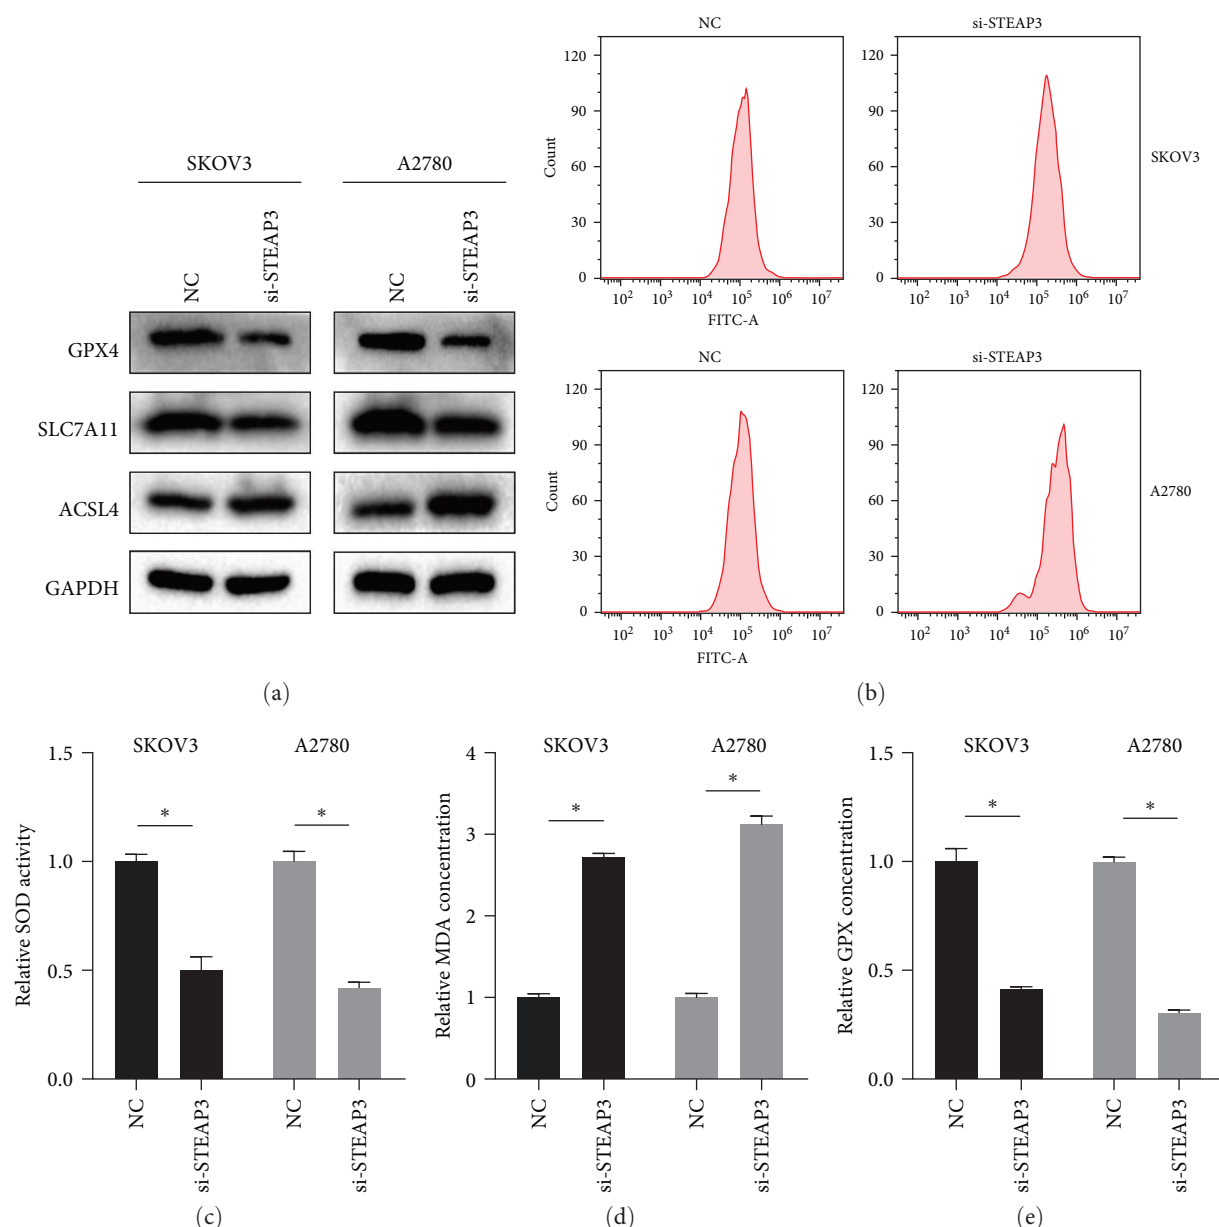 SKOV3
A2780
NC
si-STEAP3
NC
si-STEAP3
GPX4
SLC7A11
ACSL4
GAPDH
(a)
NC
si-STEAP3
120
90
60
30
0
Count
10² 10³ 10⁴ 10⁵ 10⁶ 10⁷
FITC-A
120
90
60
30
0
10² 10³ 10⁴ 10⁵ 10⁶ 10⁷
SKOV3
NC
si-STEAP3
120
90
60
30
0
Count
10² 10³ 10⁴ 10⁵ 10⁶ 10⁷
FITC-A
120
90
60
30
0
10² 10³ 10⁴ 10⁵ 10⁶ 10⁷
A2780
(b)
SKOV3
A2780
1.5
1.0
0.5
0.0
Relative SOD activity
*
*
NC
si-STEAP3
NC
si-STEAP3
(c)
SKOV3
A2780
4
3
2
1
0
Relative MDA concentration
*
*
NC
si-STEAP3
NC
si-STEAP3
(d)
SKOV3
A2780
1.5
1.0
0.5
0.0
Relative GPX concentration
*
*
NC
si-STEAP3
NC
si-STEAP3
(e)